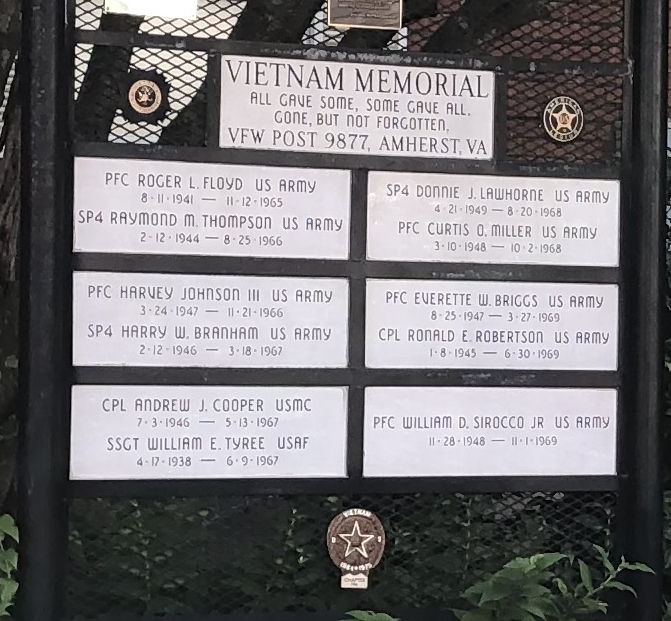 VIETNAM MEMORIAL
ALL GAVE SOME, SOME GAVE ALL.
GONE, BUT NOT FORGOTTEN,
VFW POST 9877, AMHERST, VA
PFC ROGER L. FLOYD US ARMY
8-11-1941 — 11-12-1965
SP4 RAYMOND M. THOMPSON US ARMY
2-12-1944 — 8-25-1966
SP4 DONNIE J. LAWHORNE US ARMY
4-21-1949 — 8-20-1968
PFC CURTIS O. MILLER US ARMY
3-10-1948 — 10-2-1968
PFC HARVEY JOHNSON III US ARMY
3-24-1947 — 11-21-1966
SP4 HARRY W. BRANHAM US ARMY
2-12-1946 — 3-18-1967
PFC EVERETTE W. BRIGGS US ARMY
8-25-1947 — 3-27-1969
CPL RONALD E. ROBERTSON US ARMY
1-8-1945 — 6-30-1969
CPL ANDREW J. COOPER USMC
7-3-1946 — 5-13-1967
SSGT WILLIAM E. TYREE USAF
4-17-1938 — 6-9-1967
PFC WILLIAM D. SIROCCO JR US ARMY
11-28-1948 — 11-1-1969
AMERICAN
US
LEGION
VIETNAM